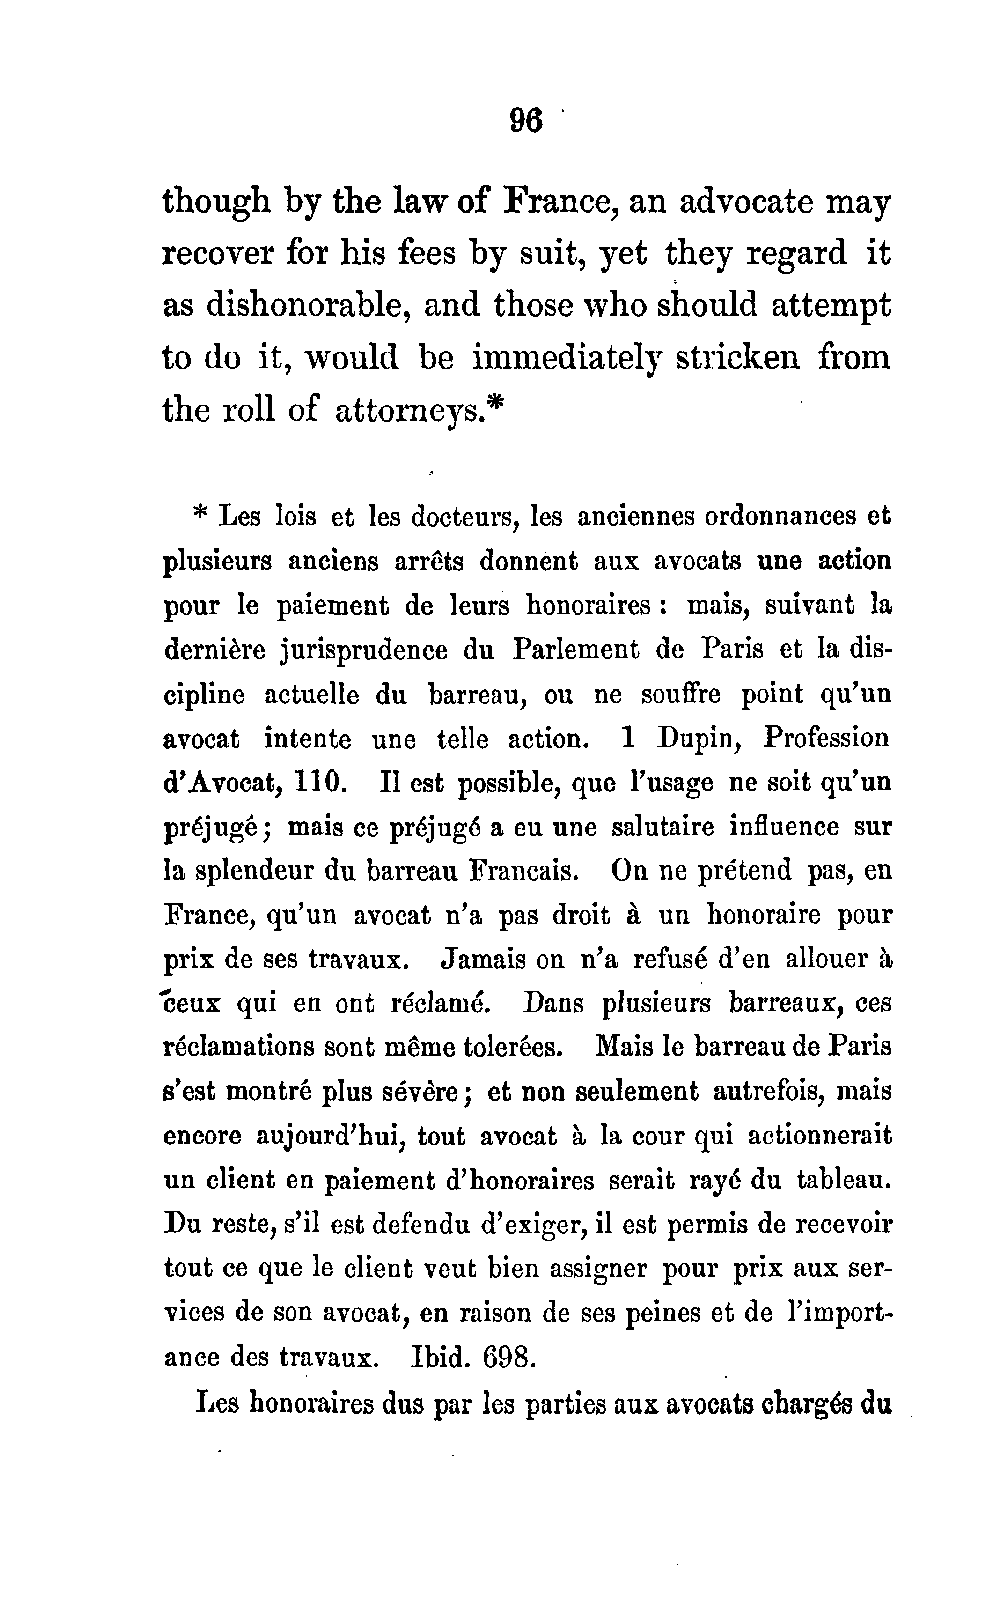 96
though by the law of France, an advocate may
recover for his fees by suit, yet they regard it
as dishonorable, and those who should attempt
to do it, would be immediately stricken from
the roll of attorneys.*
* Les lois et les docteurs, les anciennes ordonnances et
plusieurs anciens arrêts donnent aux avocats une action
pour le paiement de leurs honoraires : mais, suivant la
dernière jurisprudence du Parlement de Paris et la dis-
cipline actuelle du barreau, ou ne souffre point qu'un
avocat intente une telle action. 1 Dupin, Profession
d'Avocat, 110. Il est possible, que l'usage ne soit qu'un
préjugé; mais ce préjugé a eu une salutaire influence sur
la splendeur du barreau Francais. On ne prétend pas, en
France, qu'un avocat n'a pas droit à un honoraire pour
prix de ses travaux. Jamais on n'a refusé d'en allouer à
ceux qui en ont réclamé. Dans plusieurs barreaux, ces
réclamations sont même tolerées. Mais le barreau de Paris
s'est montré plus sévère; et non seulement autrefois, mais
encore aujourd'hui, tout avocat à la cour qui actionnerait
un client en paiement d'honoraires serait rayé du tableau.
Du reste, s'il est defendu d'exiger, il est permis de recevoir
tout ce que le client veut bien assigner pour prix aux ser-
vices de son avocat, en raison de ses peines et de l'import-
ance des travaux. Ibid. 698.
Les honoraires dus par les parties aux avocats chargés du